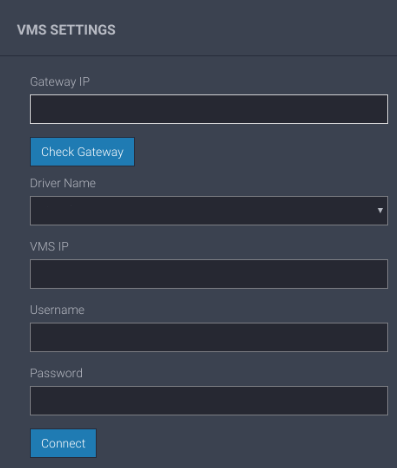 VMS SETTINGS
Gateway IP
Check Gateway
Driver Name
VMS IP
Username
Password
Connect